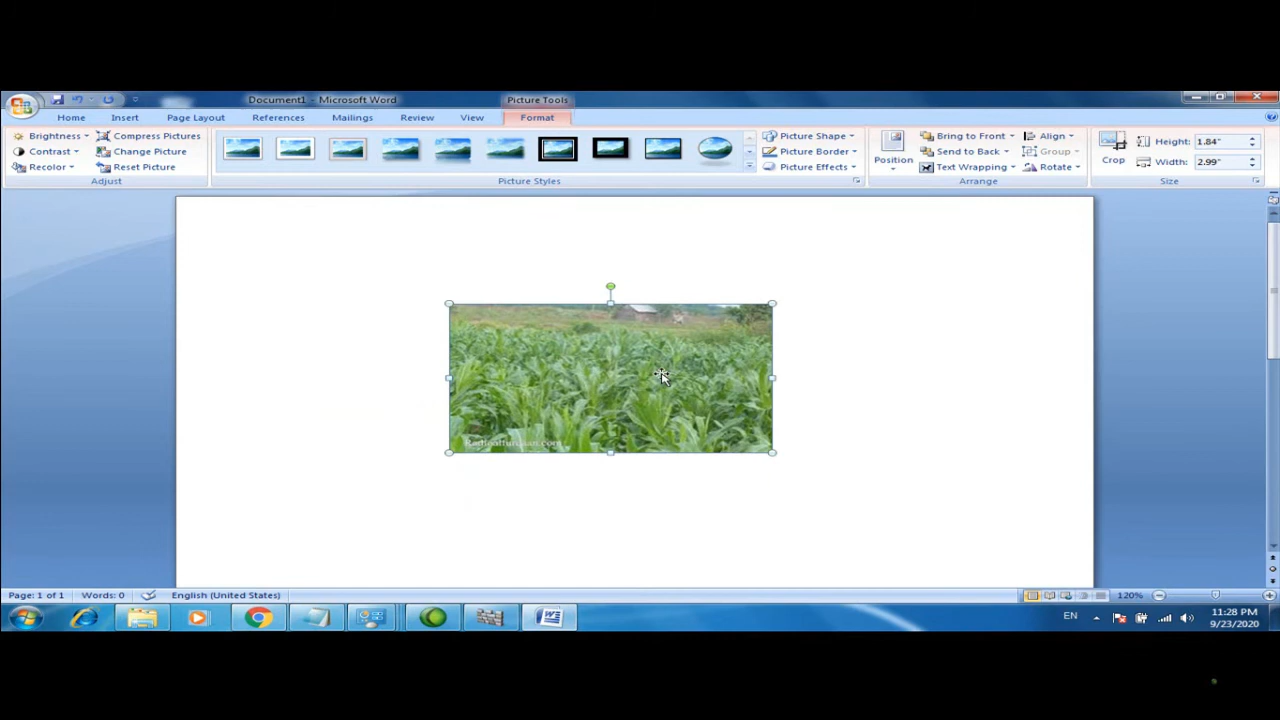 Document1 - Microsoft Word Picture Tools
Home Insert Page Layout References Mailings Review View Format
Brightness Compress Pictures Picture Shape Bring to Front Align Height: 1.84"
Contrast Change Picture Picture Border Position Send to Back Group Crop
Recolor Reset Picture Picture Effects Text Wrapping Rotate Width: 2.99"
Adjust Picture Styles Arrange Size
Page: 1 of 1 Words: 0 English (United States) 120%
EN 11:28 PM
9/23/2020